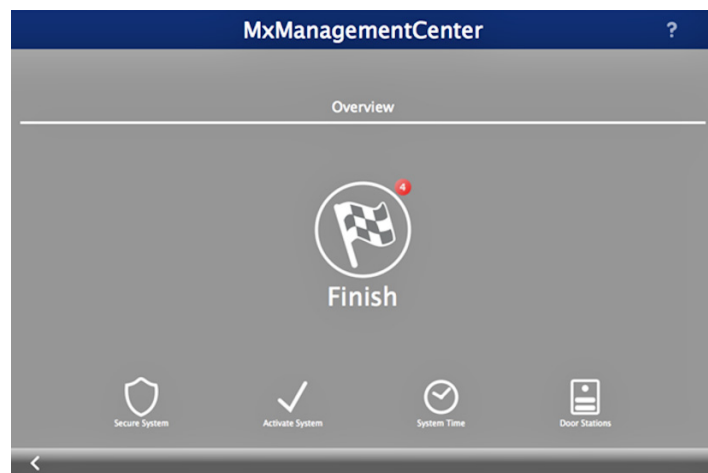 MxManagementCenter ?
Overview
4
Finish
Secure System Activate System System Time Door Stations